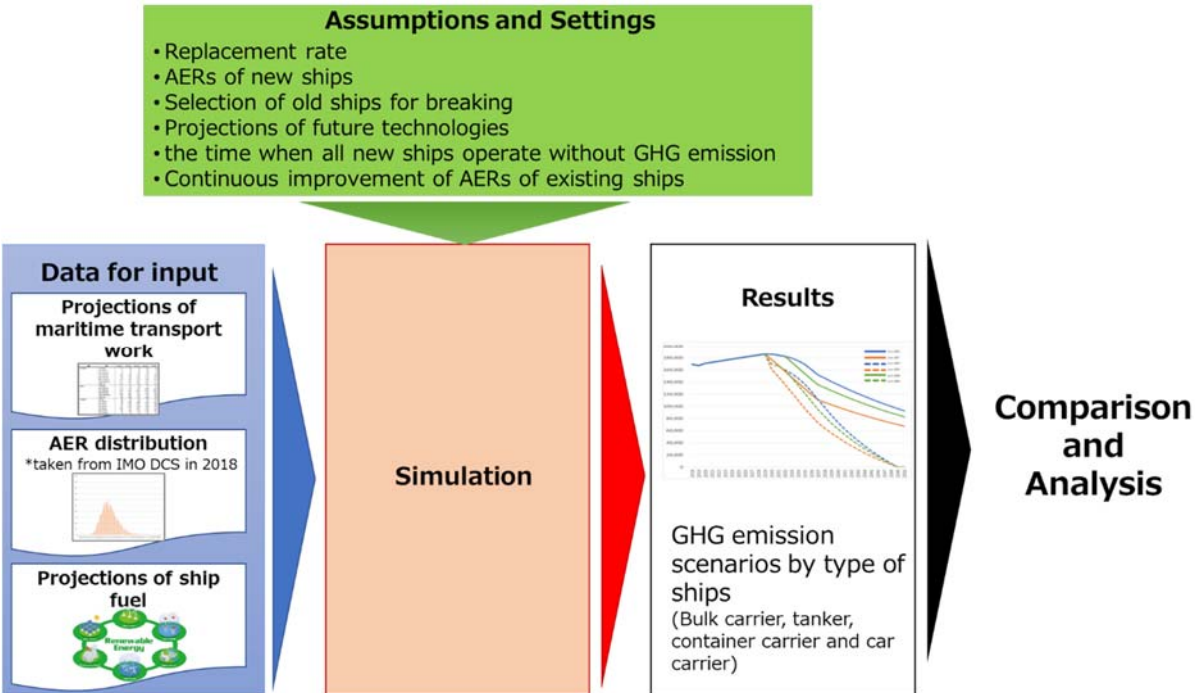 Assumptions and Settings
•Replacement rate
•AERs of new ships
•Selection of old ships for breaking
•Projections of future technologies
•the time when all new ships operate without GHG emission
•Continuous improvement of AERs of existing ships
Data for input
Projections of
maritime transport
work
AER distribution
*taken from IMO DCS in 2018
Projections of ship
fuel
Renewable
Energy
Simulation
Results
GHG emission
scenarios by type of
ships
(Bulk carrier, tanker,
container carrier and car
carrier)
Comparison
and
Analysis